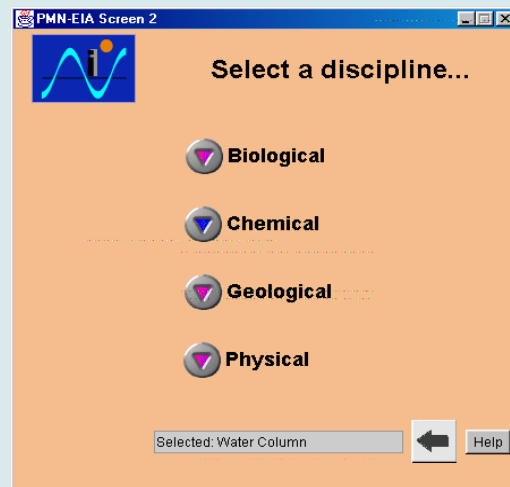 PMN-EIA Screen 2
Select a discipline...
Biological
Chemical
Geological
Physical
Selected: Water Column
Help